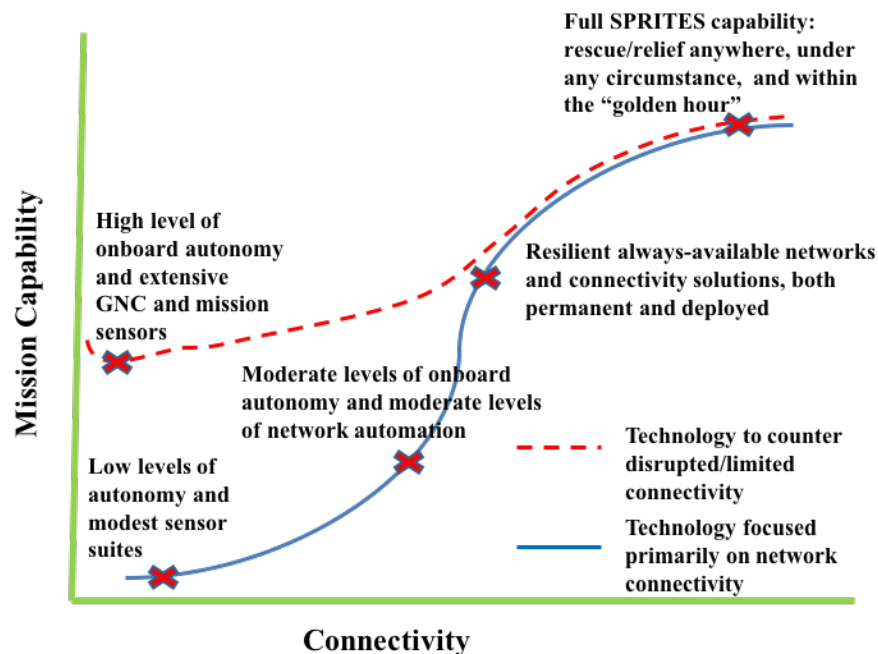 Full SPRITES capability:
rescue/relief anywhere, under
any circumstance, and within
the “golden hour”
High level of
onboard autonomy
and extensive
GNC and mission
sensors
Resilient always-available networks
and connectivity solutions, both
permanent and deployed
Moderate levels of onboard
autonomy and moderate levels
of network automation
Low levels of
autonomy and
modest sensor
suites
Technology to counter
disrupted/limited
connectivity
Technology focused
primarily on network
connectivity
Mission Capability
Connectivity